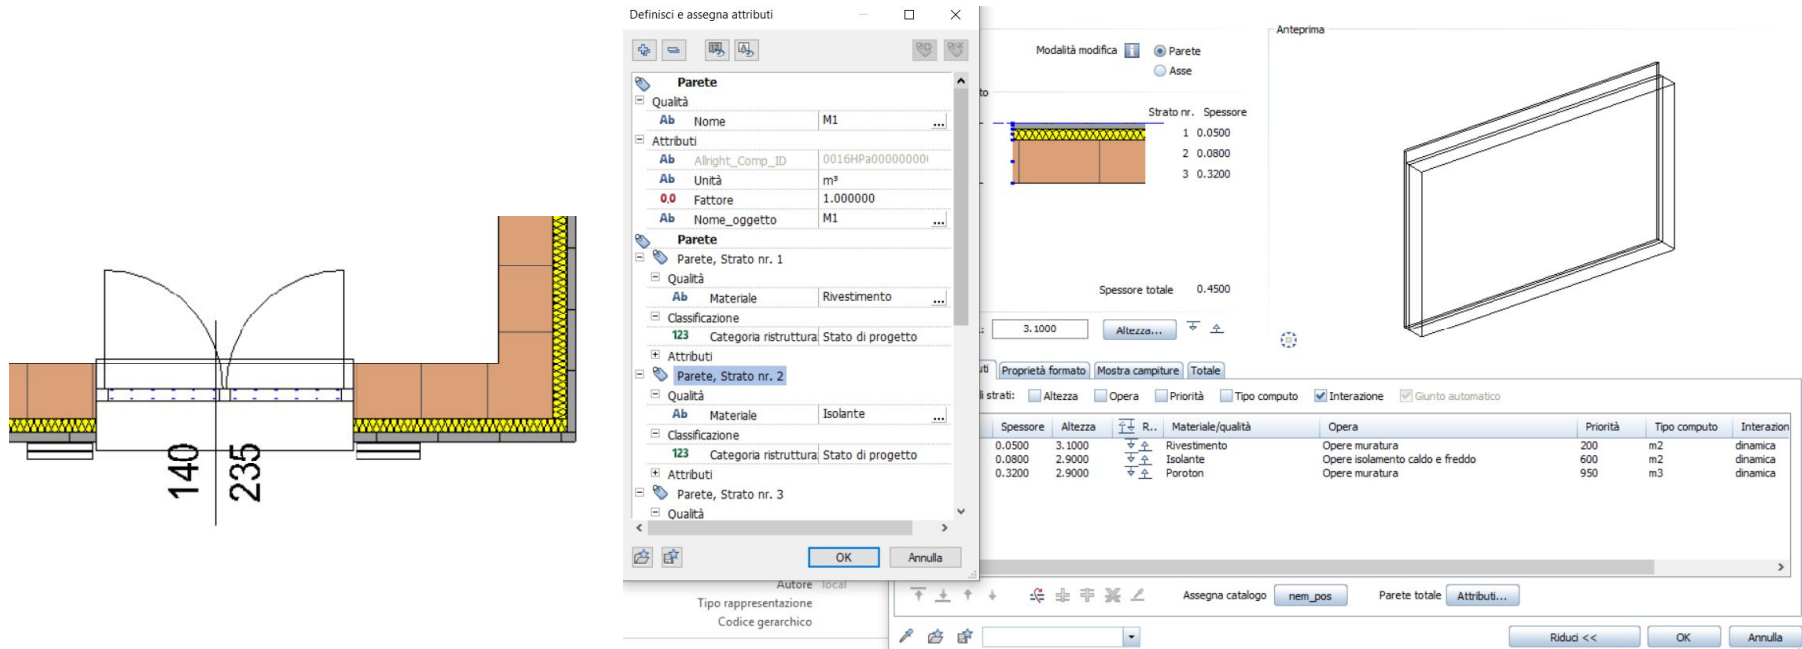 140
235
Definisci e assegna attributi
Parete
Qualità
Ab Nome M1 ...
Attributi
Ab Allright_Comp_ID 0016HPa00000000
Ab Unità m³
0,0 Fattore 1.000000
Ab Nome_oggetto M1 ...
Parete
Parete, Strato nr. 1
Qualità
Ab Materiale Rivestimento ...
Classificazione
123 Categoria ristruttura Stato di progetto
Attributi
Parete, Strato nr. 2
Qualità
Ab Materiale Isolante ...
Classificazione
123 Categoria ristruttura Stato di progetto
Attributi
Parete, Strato nr. 3
Qualità
OK Annulla
Autore local
Tipo rappresentazione
Codice gerarchico
Modalità modifica Parete
Asse
to
Strato nr. Spessore
1 0.0500
2 0.0800
3 0.3200
Spessore totale 0.4500
3.1000 Altezza...
Anteprima
uti Proprietà formato Mostra campiture Totale
li strati: Altezza Opera Priorità Tipo computo Interazione Giunto automatico
Spessore Altezza R.. Materiale/qualità Opera Priorità Tipo computo Interazion
0.0500 3.1000 Rivestimento Opere muratura 200 m2 dinamica
0.0800 2.9000 Isolante Opere isolamento caldo e freddo 600 m2 dinamica
0.3200 2.9000 Poroton Opere muratura 950 m3 dinamica
Assegna catalogo nem_pos Parete totale Attributi...
Riduci << OK Annulla